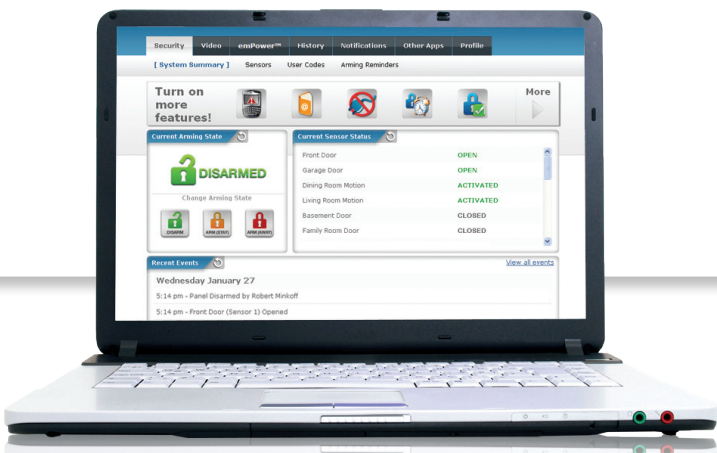 Security Video emPower™ History Notifications Other Apps Profile
[ System Summary ] Sensors User Codes Arming Reminders
Turn on
more
features!
More
Current Arming State
DISARMED
Change Arming State
DISARM ARM (STAY) ARM (AWAY)
Current Sensor Status
Front Door OPEN
Garage Door OPEN
Dining Room Motion ACTIVATED
Living Room Motion ACTIVATED
Basement Door CLOSED
Family Room Door CLOSED
Recent Events View all events
Wednesday January 27
5:14 pm - Panel Disarmed by Robert Minkoff
5:14 pm - Front Door (Sensor 1) Opened